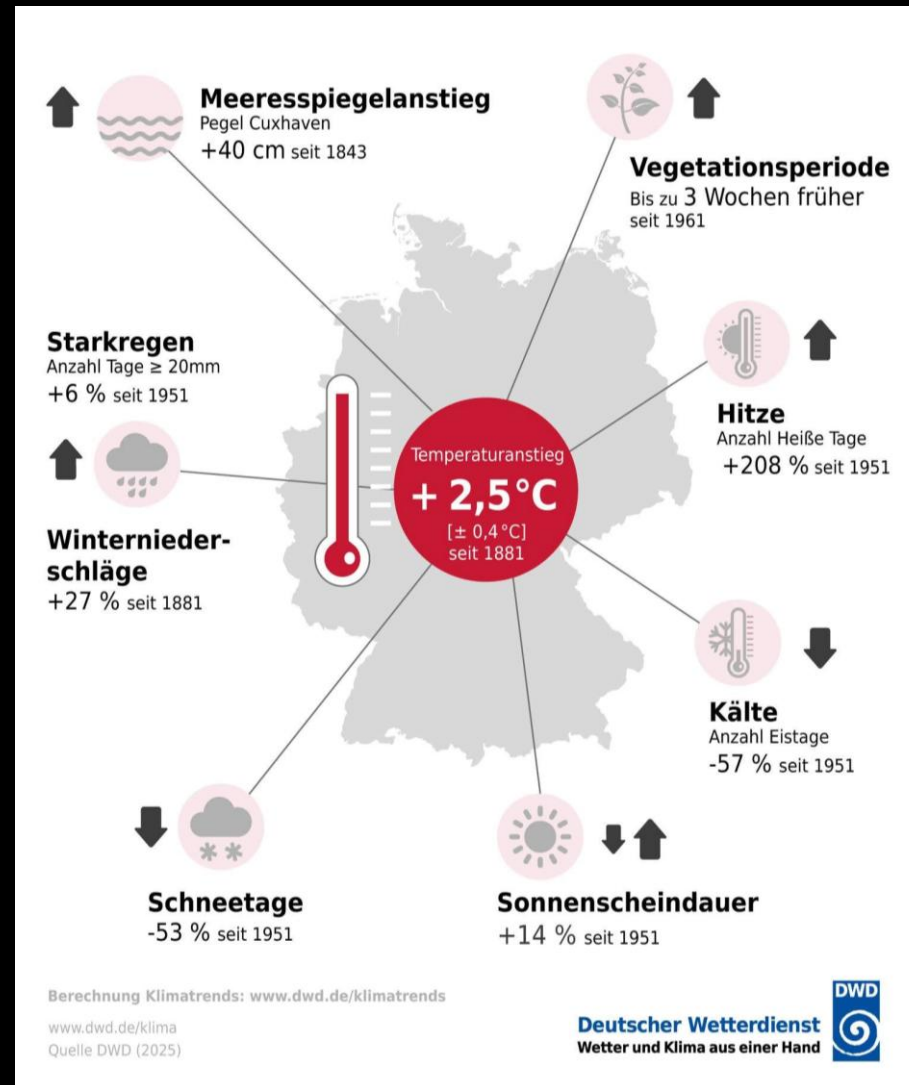 Meeresspiegelanstieg
Pegel Cuxhaven
+40 cm seit 1843
Vegetationsperiode
Bis zu 3 Wochen früher
seit 1961
Starkregen
Anzahl Tage ≥ 20mm
+6 % seit 1951
Winternieder-
schläge
+27 % seit 1881
Temperaturanstieg
+ 2,5°C
[± 0,4°C]
seit 1881
Hitze
Anzahl Heiße Tage
+208 % seit 1951
Kälte
Anzahl Eistage
-57 % seit 1951
Schneetage
-53 % seit 1951
Sonnenscheindauer
+14 % seit 1951
Berechnung Klimatrends: www.dwd.de/klimatrends
www.dwd.de/klima
Quelle DWD (2025)
DWD
Deutscher Wetterdienst
Wetter und Klima aus einer Hand